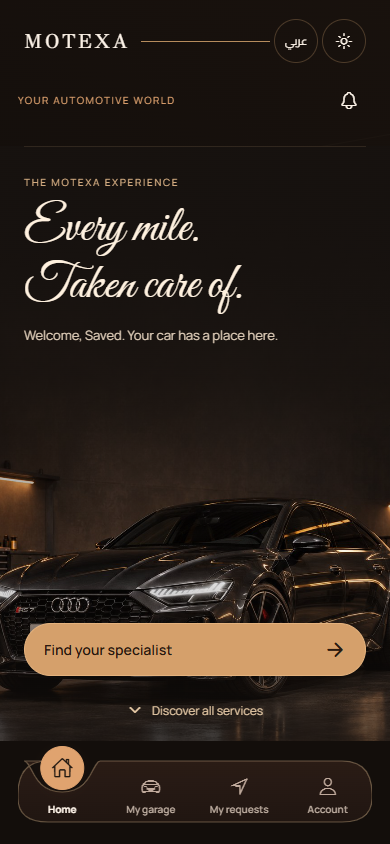 MOTEXA
عربي
YOUR AUTOMOTIVE WORLD
THE MOTEXA EXPERIENCE
Every mile.
Taken care of.
Welcome, Saved. Your car has a place here.
Find your specialist
Discover all services
Home
My garage
My requests
Account